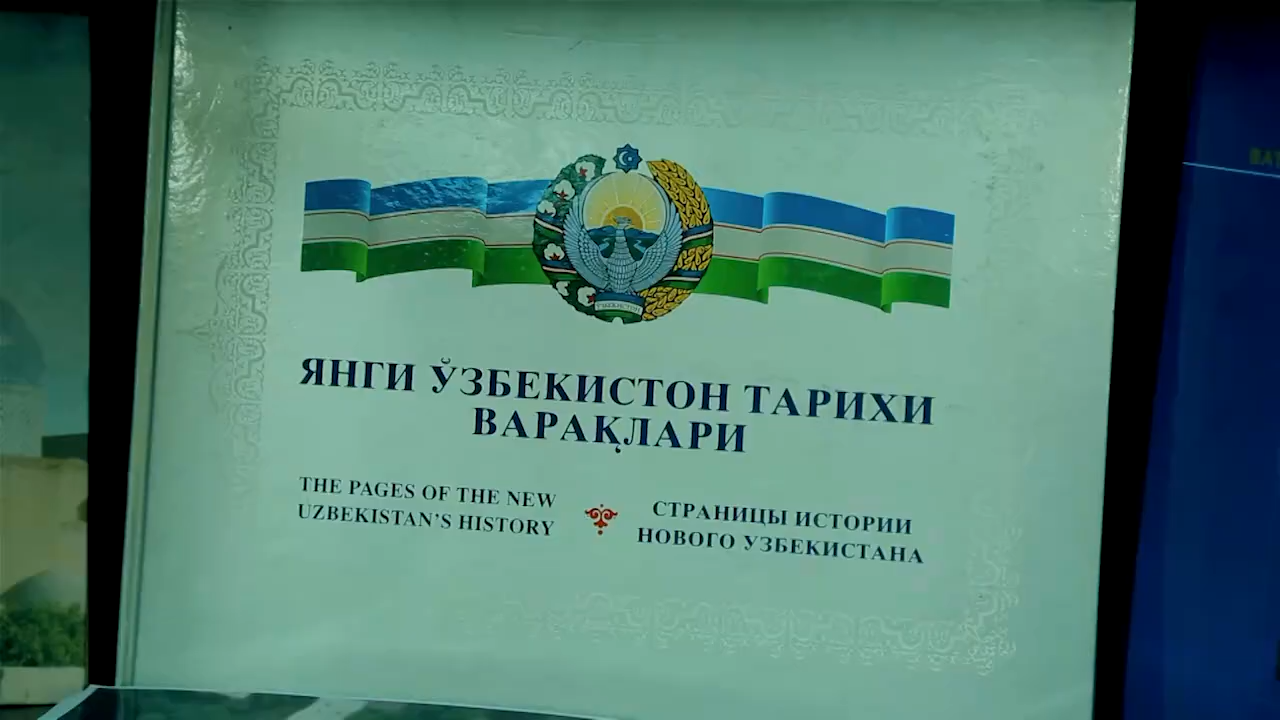 ЯНГИ ЎЗБЕКИСТОН ТАРИХИ
ВАРАҚЛАРИ
THE PAGES OF THE NEW
UZBEKISTAN'S HISTORY
СТРАНИЦЫ ИСТОРИИ
НОВОГО УЗБЕКИСТАНА